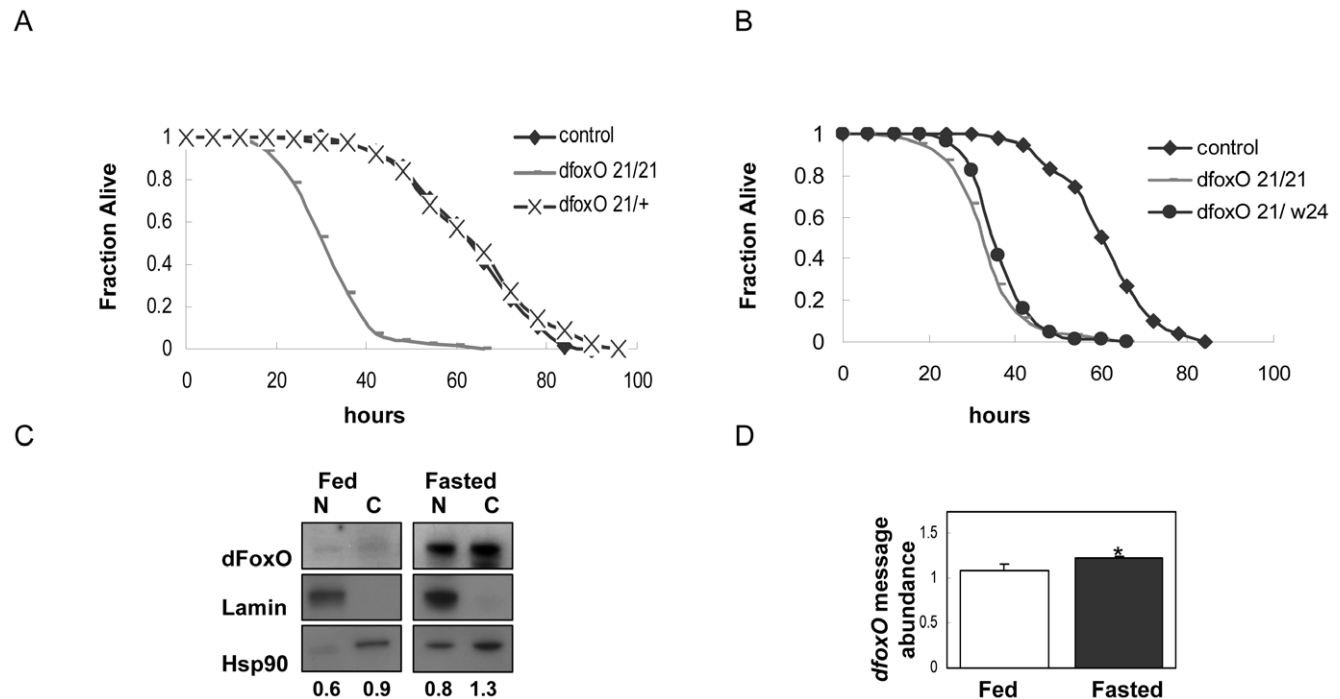 A
Fraction Alive
1
0.8
0.6
0.4
0.2
0
0 20 40 60 80 100
hours
control
dfoxO 21/21
dfoxO 21/+
B
Fraction Alive
1
0.8
0.6
0.4
0.2
0
0 20 40 60 80 100
hours
control
dfoxO 21/21
dfoxO 21/ w24
C
Fed Fasted
N C N C
dFoxO
Lamin
Hsp90
0.6 0.9 0.8 1.3
D
dfoxO message
abundance
1.5
1
0.5
0
*
Fed Fasted